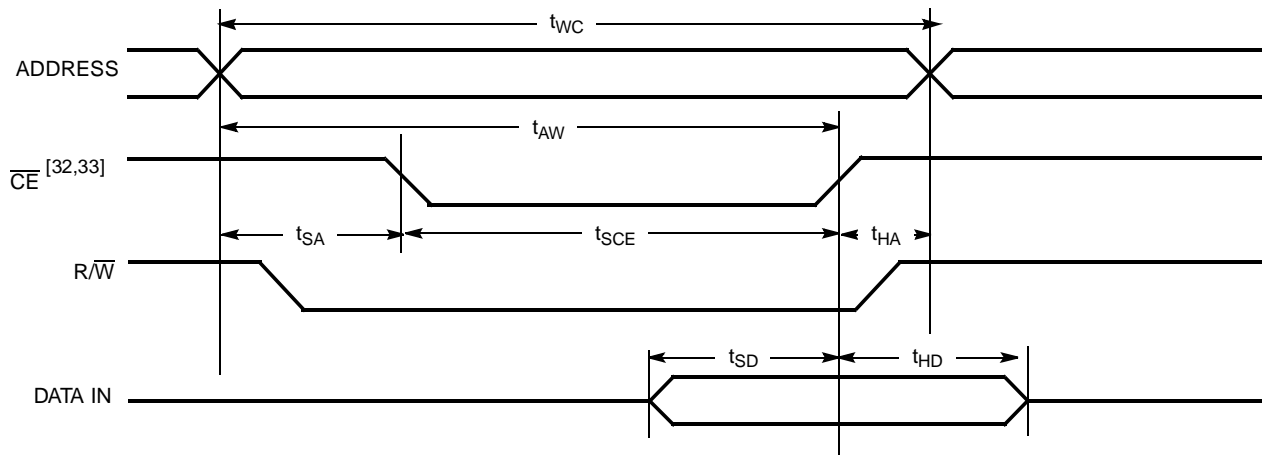 tWC
ADDRESS
tAW
CE [32,33]
tSA
tSCE
tHA
R/W
tSD
tHD
DATA IN